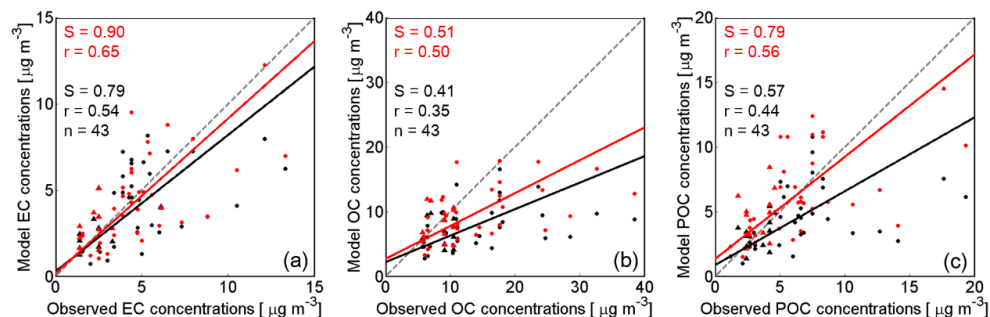 Model EC concentrations [ µg m-3]
15
10
5
0
S = 0.90
r = 0.65
S = 0.79
r = 0.54
n = 43
(a)
0
5
10
15
Observed EC concentrations [ µg m-3]
Model OC concentrations [ µg m-3]
40
30
20
10
0
S = 0.51
r = 0.50
S = 0.41
r = 0.35
n = 43
(b)
0
10
20
30
40
Observed OC concentrations [ µg m-3]
Model POC concentrations [ µg m-3]
20
15
10
5
0
S = 0.79
r = 0.56
S = 0.57
r = 0.44
n = 43
(c)
0
5
10
15
20
Observed POC concentrations [ µg m-3]